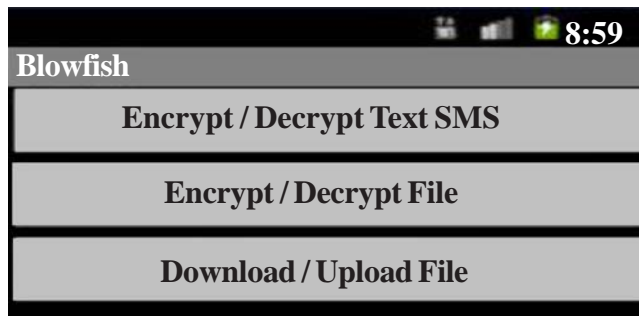 8:59
Blowfish
Encrypt / Decrypt Text SMS
Encrypt / Decrypt File
Download / Upload File